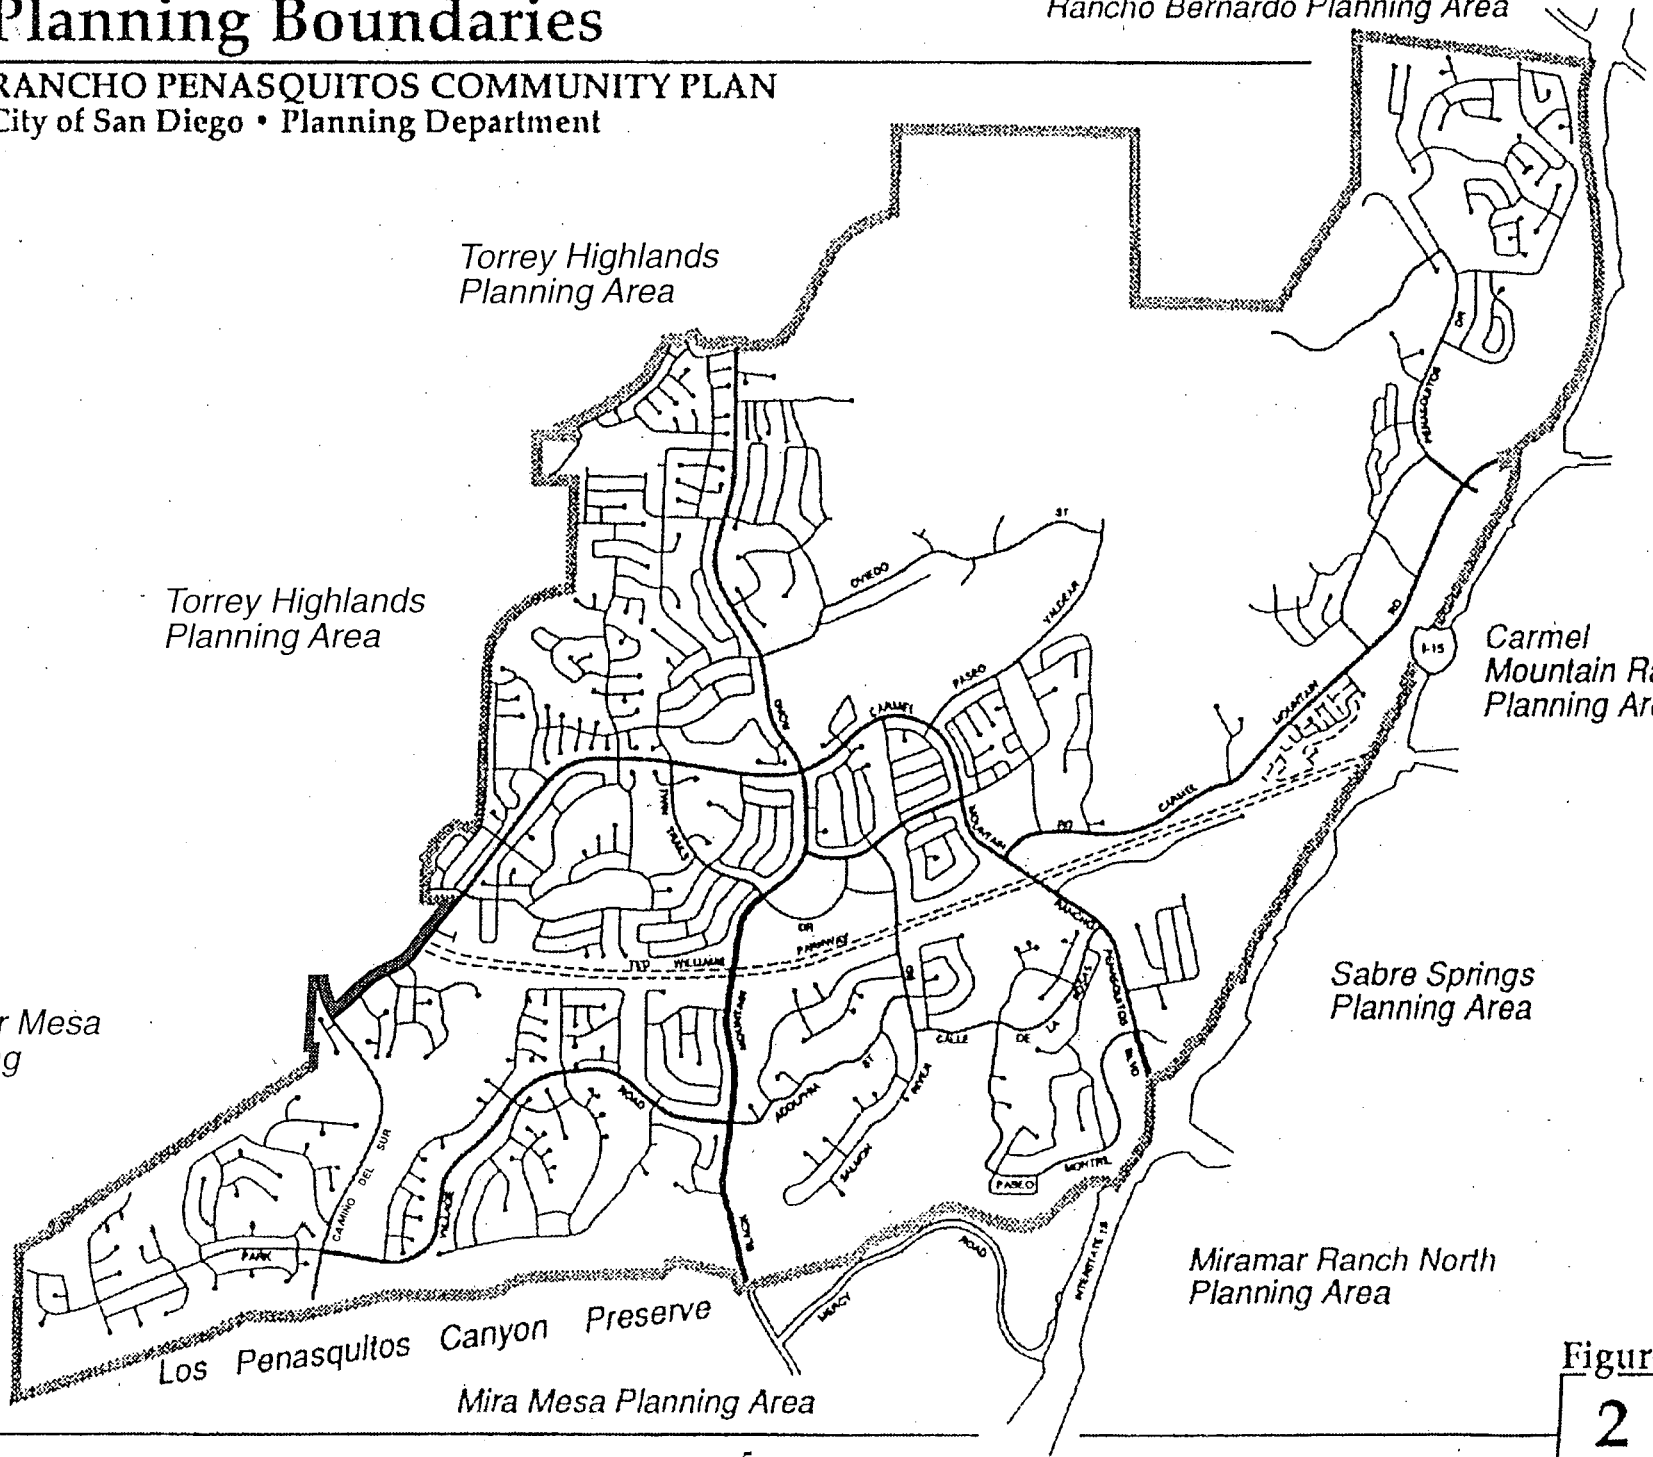 Planning Boundaries
Rancho Bernardo Planning Area
RANCHO PENASQUITOS COMMUNITY PLAN
City of San Diego • Planning Department
Torrey Highlands
Planning Area
DR
PENASQUITOS
ST
OVIEDO
VALDEAR
Torrey Highlands
Planning Area
RD
I-15
Carmel
Mountain Ra
Planning Are
PASEO
CARMEL
MOUNTAIN
ROAD
TWIN
TRAILS
MOUNTAIN
RD
CARMEL
RANCHO
DR
PARKWAY
TED WILLIAMS
PENASQUITOS
Sabre Springs
Planning Area
r Mesa
g
MOUNTAIN
RD
CALLE DE LA
BLVD
ST
ADOLPHIA
RIVER
ROAD
SALMON
MONTRIL
PASEO
CAMINO DEL SUR
VILLAGE
PARK
BLACK
ROAD
MERCY
INTERSTATE 15
Miramar Ranch North
Planning Area
Los Penasquitos Canyon Preserve
Mira Mesa Planning Area
Figur
2